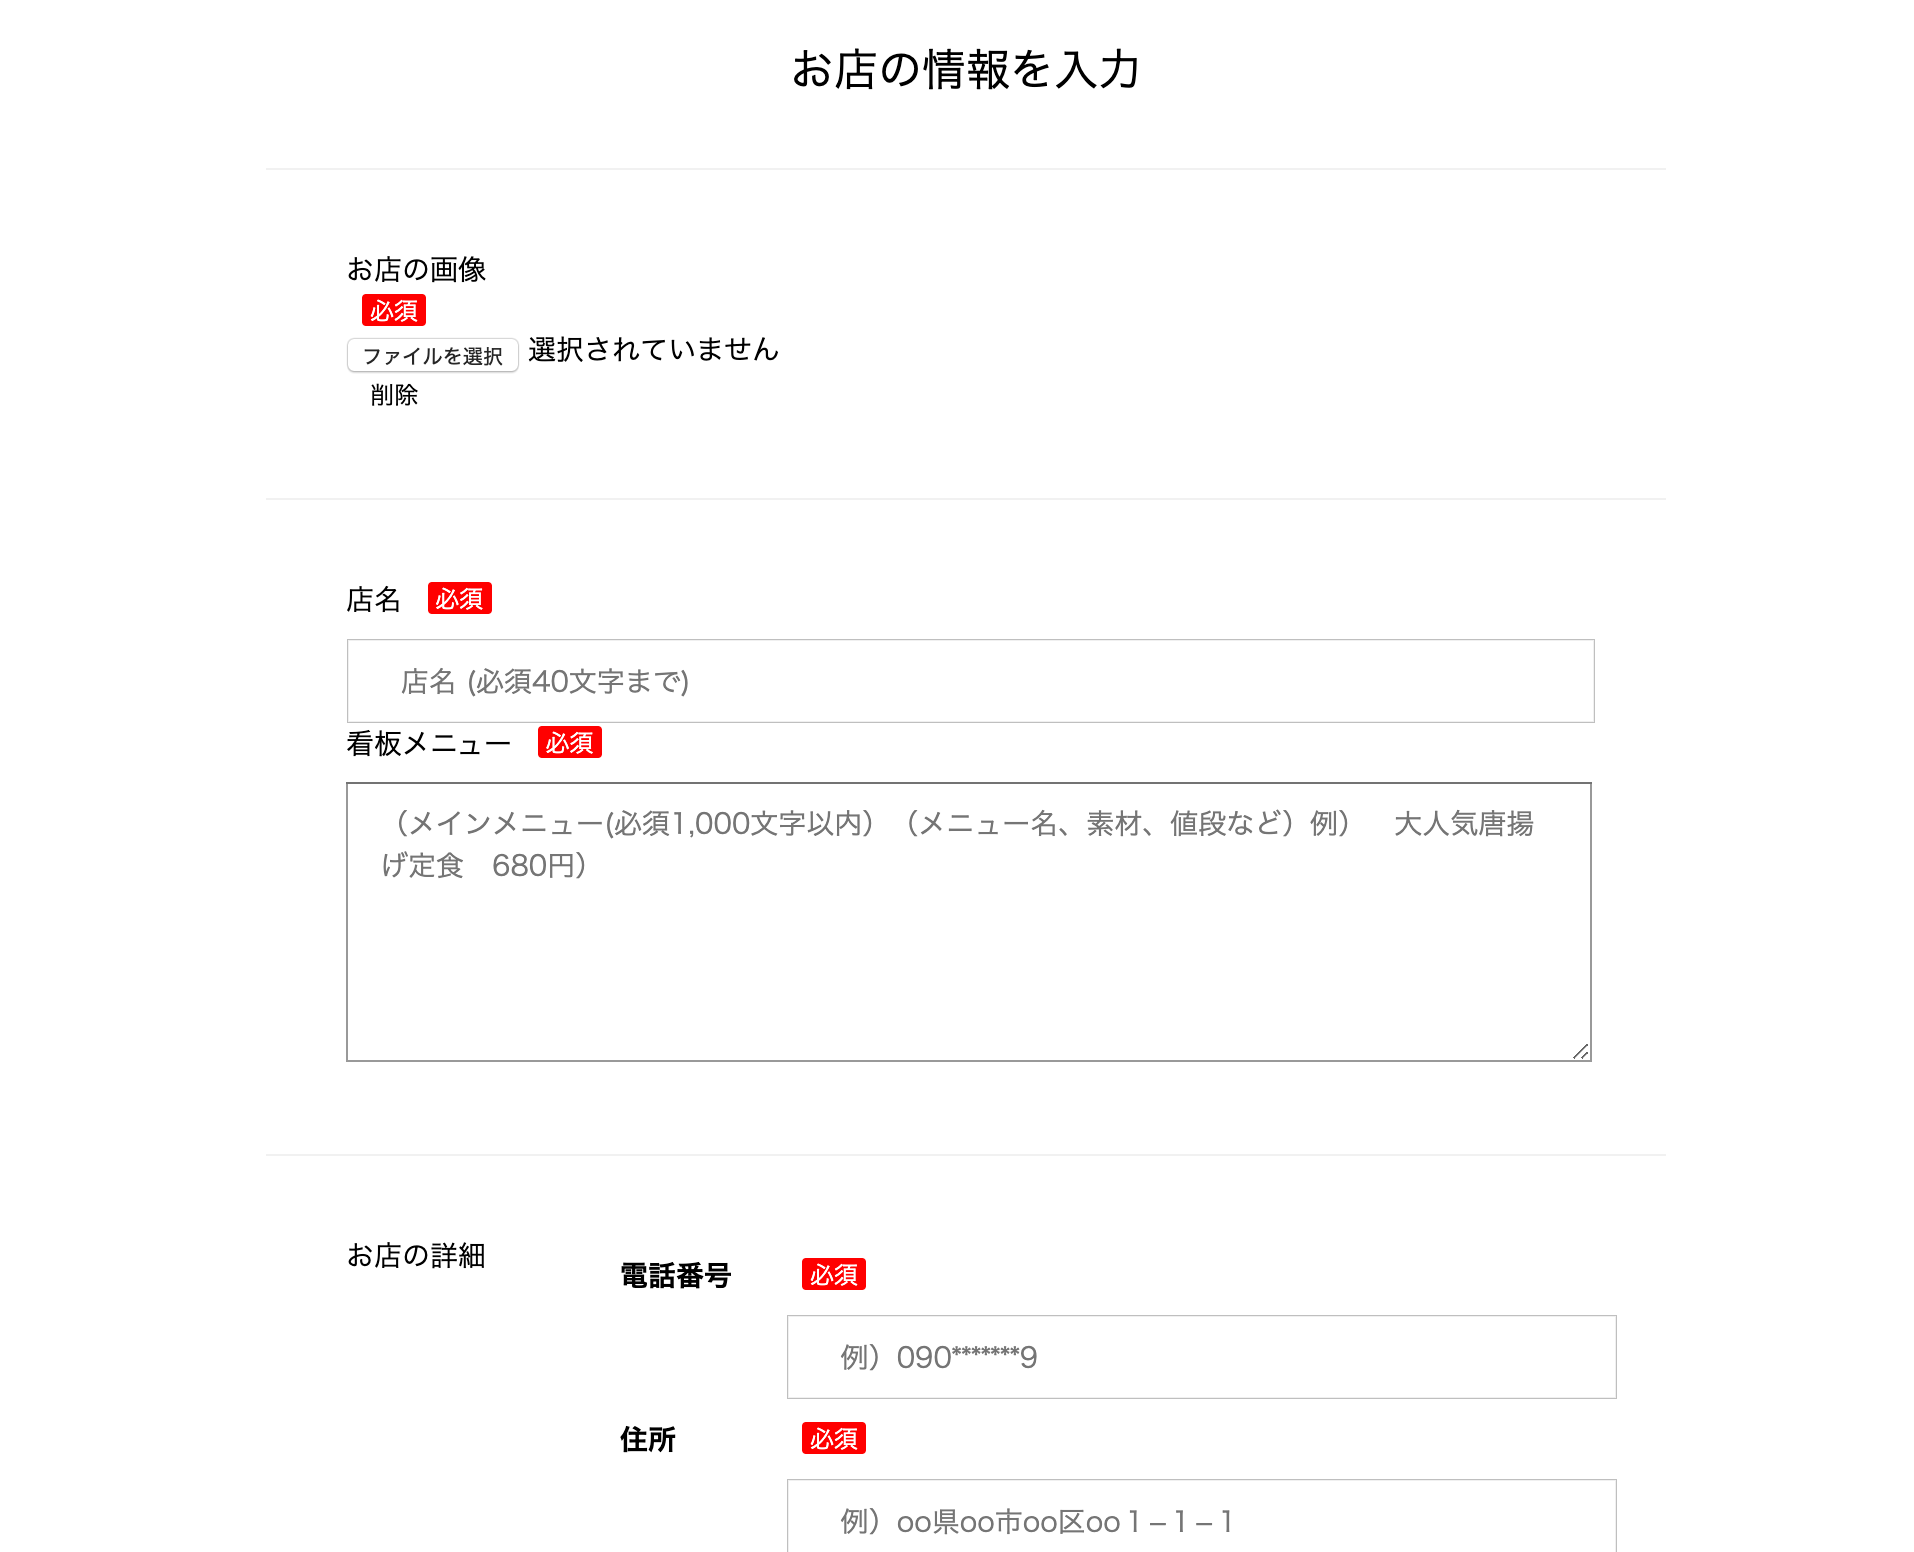 お店の情報を入力
お店の画像
必須
ファイルを選択 選択されていません
削除
店名 必須
店名 (必須40文字まで)
看板メニュー 必須
（メインメニュー(必須1,000文字以内）（メニュー名、素材、値段など）例）　大人気唐揚
げ定食　680円）
お店の詳細
電話番号 必須
例）090*******9
住所 必須
例）oo県oo市oo区oo１−１−１